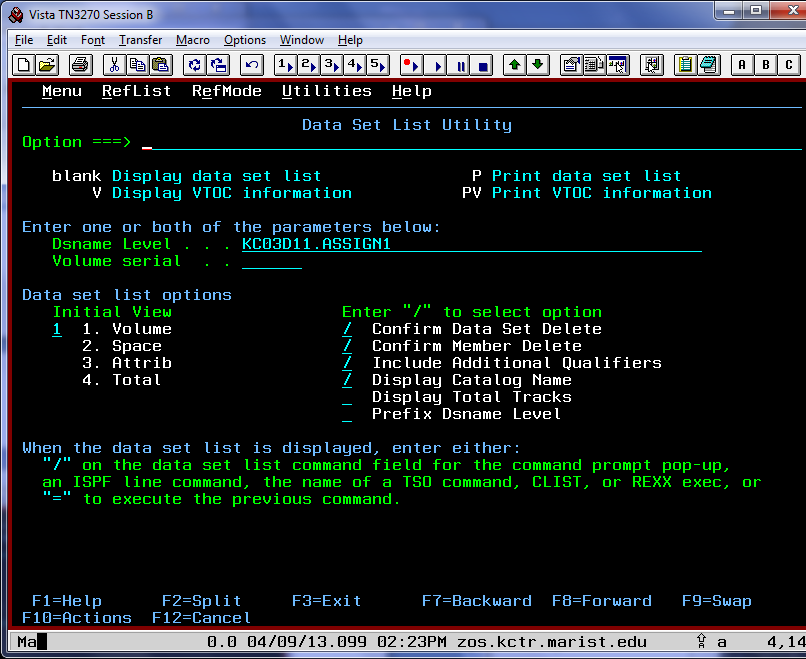 Vista TN3270 Session B
File Edit Font Transfer Macro Options Window Help
1 2 3 4 5 A B C
Menu RefList RefMode Utilities Help
Data Set List Utility
Option ===> _
blank Display data set list P Print data set list
V Display VTOC information PV Print VTOC information
Enter one or both of the parameters below:
Dsname Level . . . KC03D11.ASSIGN1
Volume serial . .
Data set list options
Initial View Enter "/" to select option
1 1. Volume / Confirm Data Set Delete
2. Space / Confirm Member Delete
3. Attrib / Include Additional Qualifiers
4. Total / Display Catalog Name
_ Display Total Tracks
_ Prefix Dsname Level
When the data set list is displayed, enter either:
"/" on the data set list command field for the command prompt pop-up,
an ISPF line command, the name of a TSO command, CLIST, or REXX exec, or
"=" to execute the previous command.
F1=Help F2=Split F3=Exit F7=Backward F8=Forward F9=Swap
F10=Actions F12=Cancel
Ma 0.0 04/09/13.099 02:23PM zos.kctr.marist.edu a 4,14